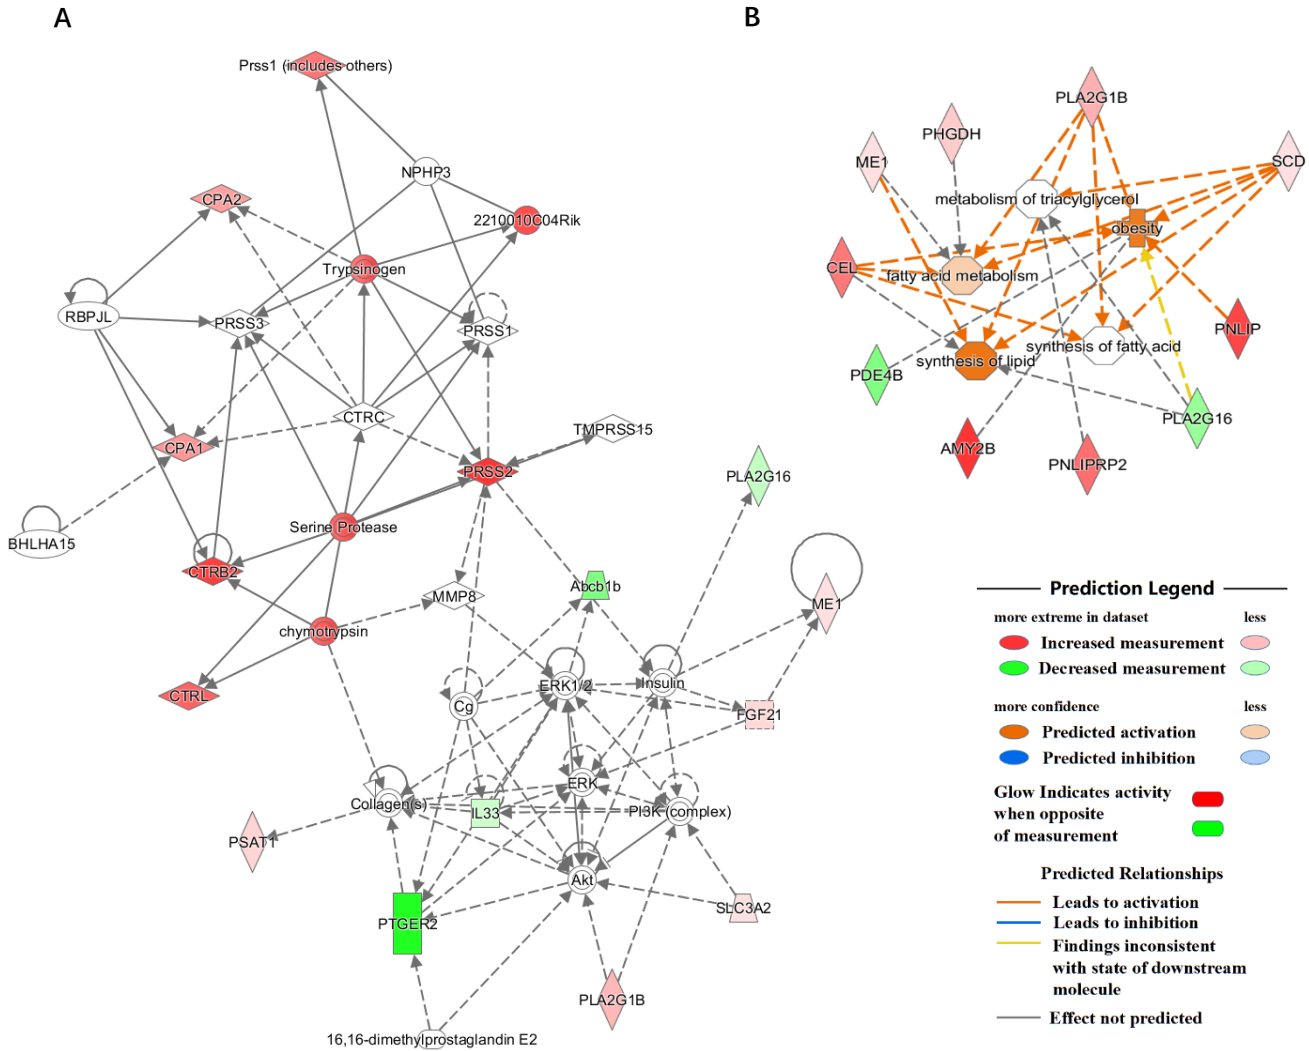 A
B
Prss1 (includes others)
NPHP3
CPA2
2210010C04Rik
Trypsinogen
RBPJL
PRSS3
PRSS1
CTRC
TMPRSS15
CPA1
PRSS2
PLA2G16
Serine Protease
BHLHA15
CTRB2
Abcb1b
MMP8
ME1
chymotrypsin
CTRL
ERK1/2
Insulin
Cg
FGF21
ERK
Collagen(s)
IL33
PI3K (complex)
PSAT1
Akt
SLC3A2
PTGER2
PLA2G1B
16,16-dimethylprostaglandin E2
PLA2G1B
PHGDH
ME1
SCD
metabolism of triacylglycerol
obesity
CEL
fatty acid metabolism
PNLIP
synthesis of fatty acid
synthesis of lipid
PDE4B
PLA2G16
AMY2B
PNLIPRP2
Prediction Legend
more extreme in dataset less
Increased measurement
Decreased measurement
more confidence less
Predicted activation
Predicted inhibition
Glow Indicates activity
when opposite
of measurement
Predicted Relationships
Leads to activation
Leads to inhibition
Findings inconsistent
with state of downstream
molecule
Effect not predicted